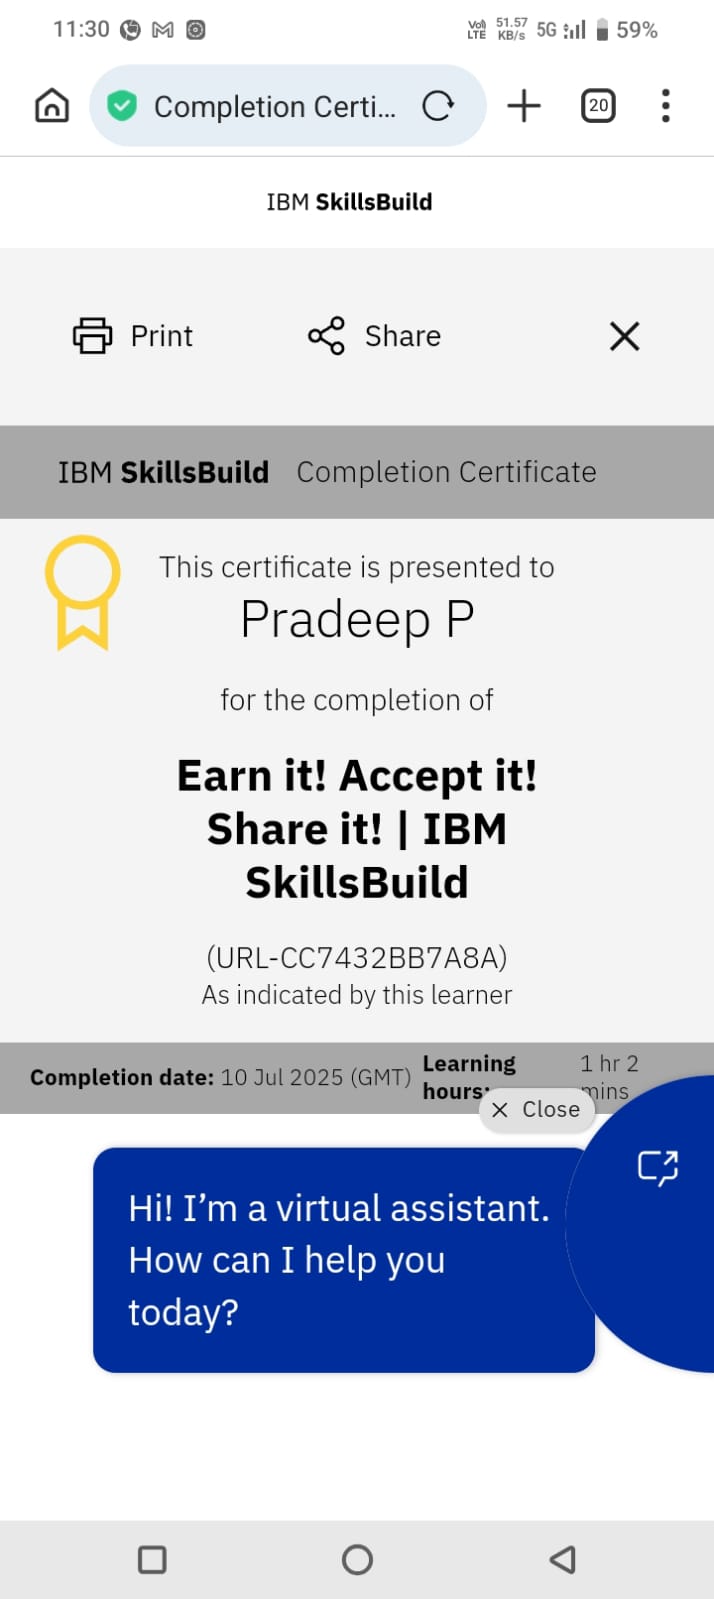 11:30
Vo)) LTE 51.57 KB/s 5G 59%
Completion Certi... 20
IBM SkillsBuild
Print Share
IBM SkillsBuild Completion Certificate
This certificate is presented to
Pradeep P
for the completion of
Earn it! Accept it!
Share it! | IBM
SkillsBuild
(URL-CC7432BB7A8A)
As indicated by this learner
Completion date: 10 Jul 2025 (GMT) Learning hours: 1 hr 2 mins
Close
Hi! I’m a virtual assistant.
How can I help you
today?